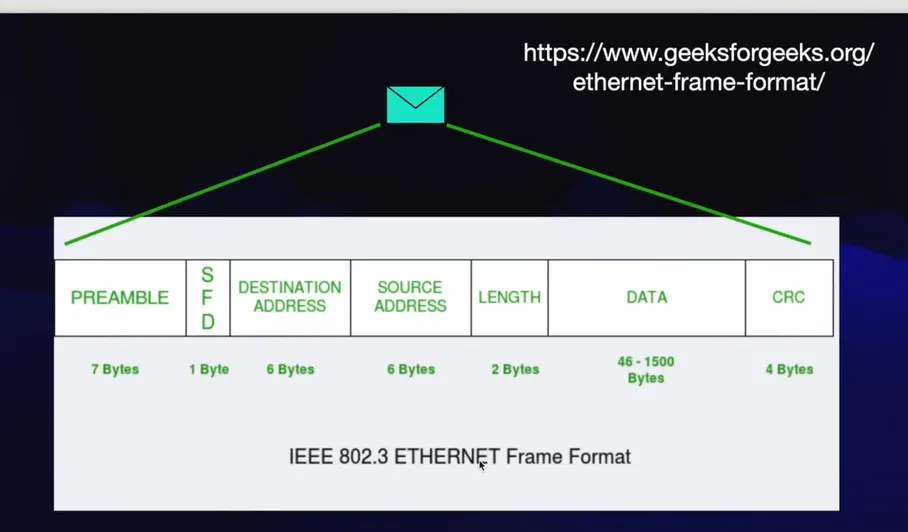 https://www.geeksforgeeks.org/
ethernet-frame-format/
PREAMBLE
S
F
D
DESTINATION
ADDRESS
SOURCE
ADDRESS
LENGTH
DATA
CRC
7 Bytes
1 Byte
6 Bytes
6 Bytes
2 Bytes
46 - 1500
Bytes
4 Bytes
IEEE 802.3 ETHERNET Frame Format